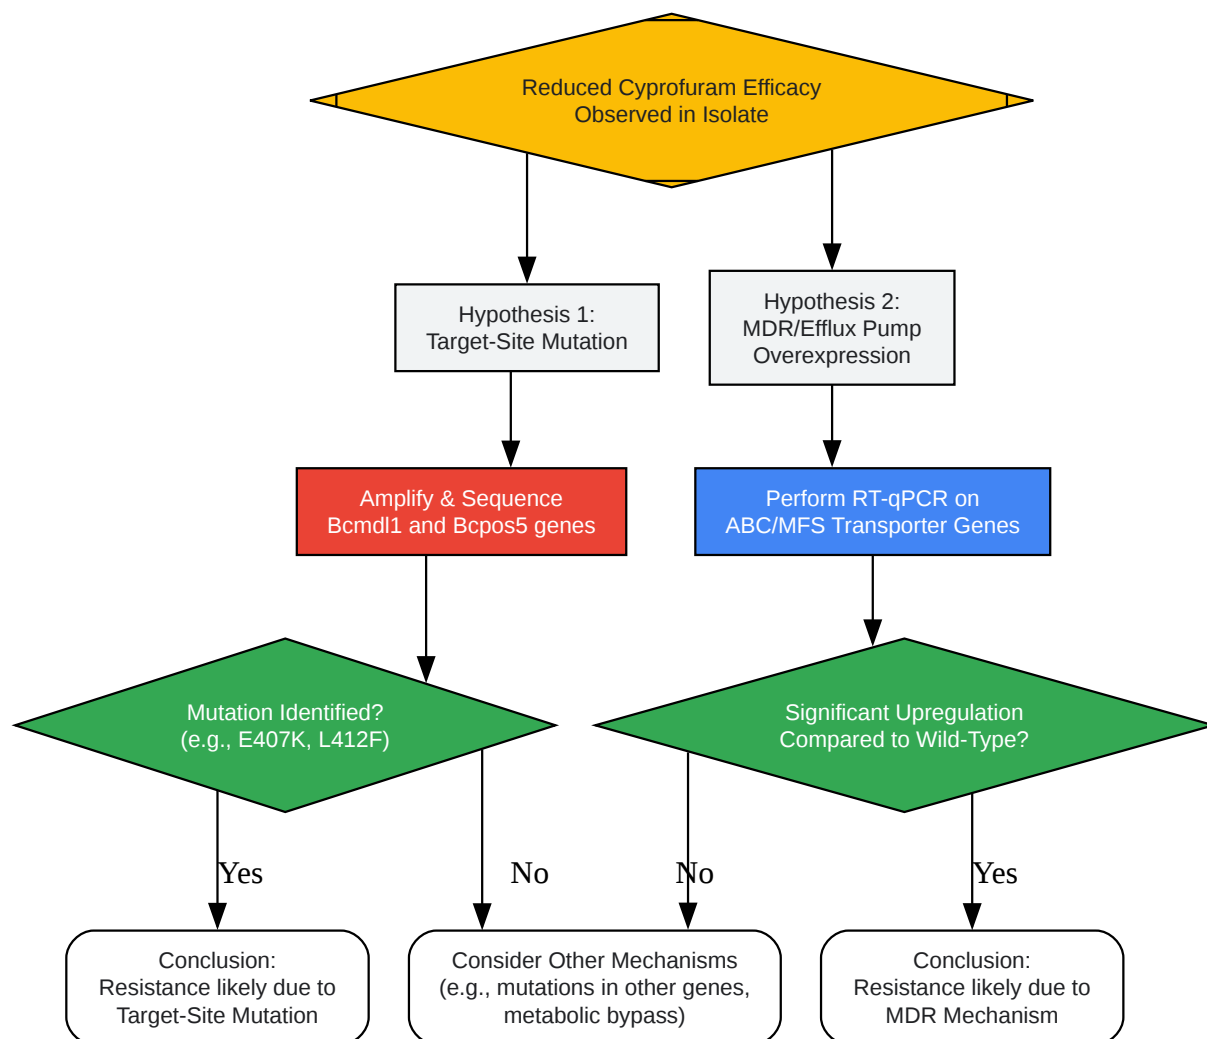 Reduced Cyprofuram Efficacy
Observed in Isolate
Hypothesis 1:
Target-Site Mutation
Hypothesis 2:
MDR/Efflux Pump
Overexpression
Amplify & Sequence
Bcmdl1 and Bcpos5 genes
Perform RT-qPCR on
ABC/MFS Transporter Genes
Mutation Identified?
(e.g., E407K, L412F)
Significant Upregulation
Compared to Wild-Type?
Yes
No
No
Yes
Conclusion:
Resistance likely due to
Target-Site Mutation
Consider Other Mechanisms
(e.g., mutations in other genes,
metabolic bypass)
Conclusion:
Resistance likely due to
MDR Mechanism